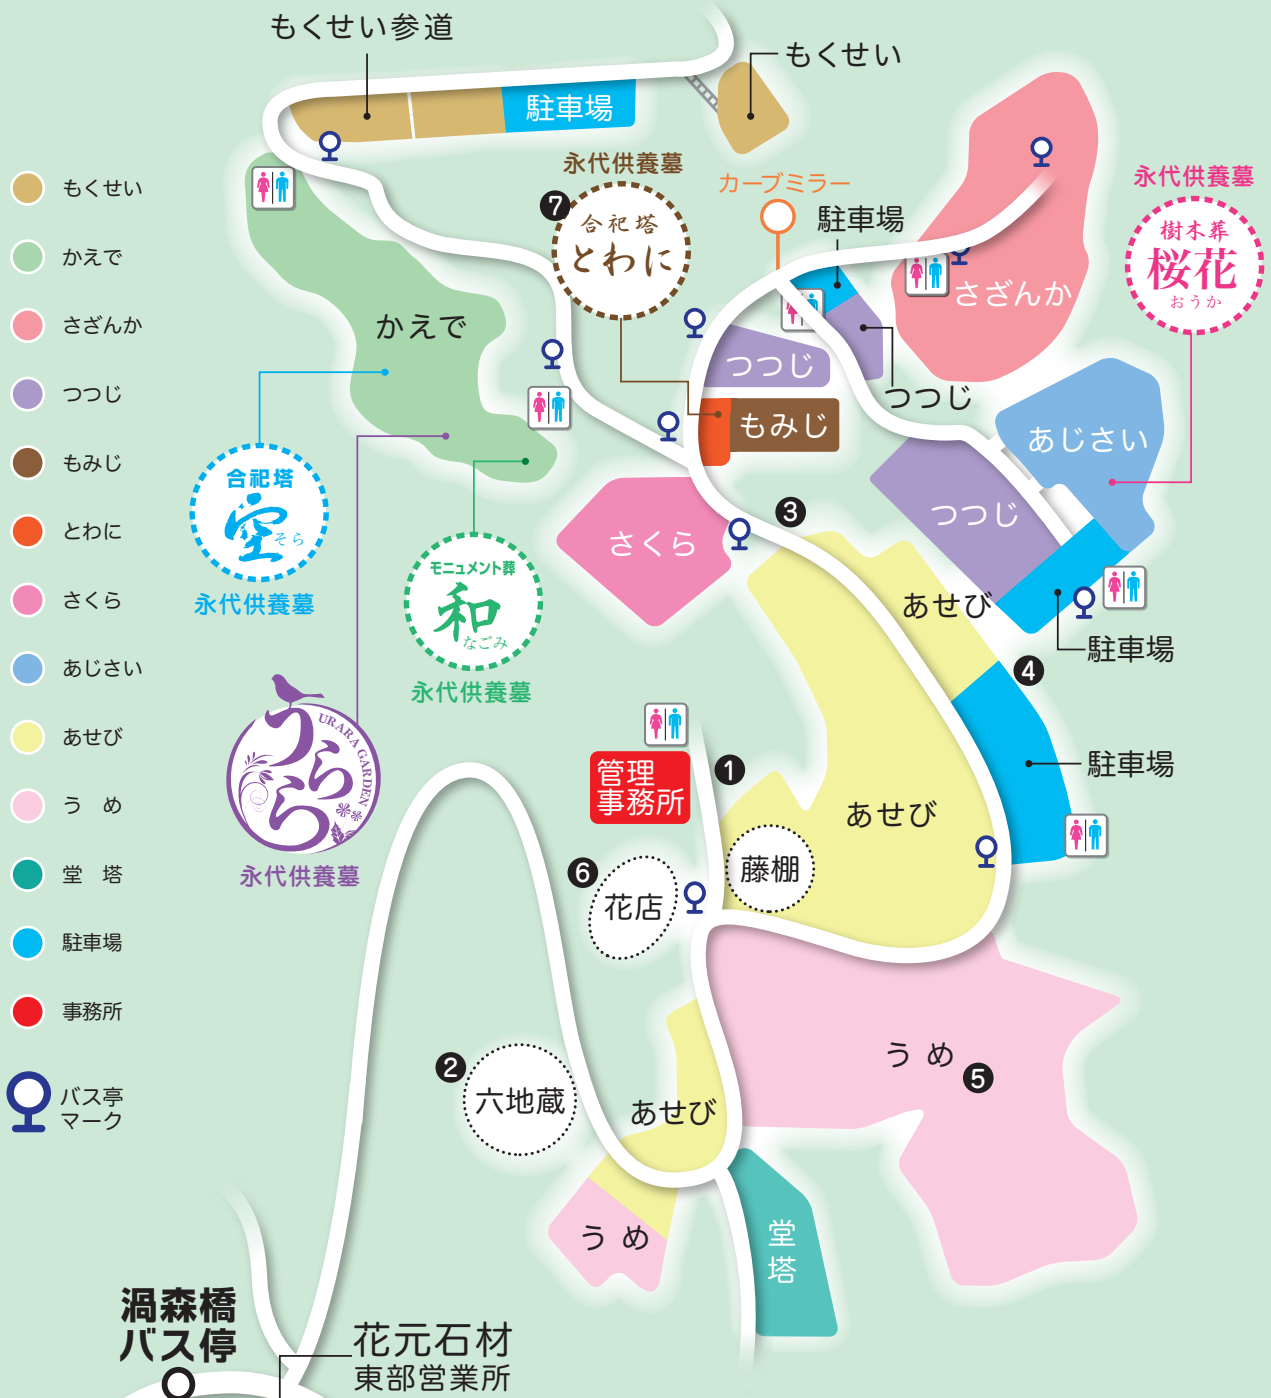 もくせい参道
もくせい
駐車場
永代供養墓
❼
合祀塔
とわに
カーブミラー
駐車場
永代供養墓
樹木葬
桜花
おうか
さざんか
もくせい
かえで
さざんか
つつじ
もみじ
とわに
さくら
あじさい
あせび
う め
堂 塔
駐車場
事務所
バス亭
マーク
かえで
つつじ
つつじ
もみじ
あじさい
つつじ
合祀塔
空
そら
永代供養墓
モニュメント葬
和
なごみ
永代供養墓
さくら
❸
あせび
駐車場
❹
駐車場
うらら
URARA GARDEN
永代供養墓
管理
事務所
❶
あせび
藤棚
❻
花店
う め
❺
❷
六地蔵
あせび
う め
堂
塔
渦森橋
バス停
花元石材
東部営業所